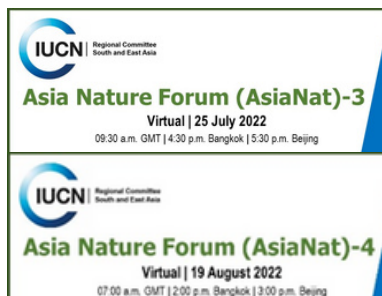 IUCN
Regional Committee
South and East Asia
Asia Nature Forum (AsiaNat)-3
Virtual | 25 July 2022
09:30 a.m. GMT | 4:30 p.m. Bangkok | 5:30 p.m. Beijing
IUCN
Regional Committee
South and East Asia
Asia Nature Forum (AsiaNat)-4
Virtual | 19 August 2022
07:00 a.m. GMT | 2:00 p.m. Bangkok | 3:00 p.m. Beijing